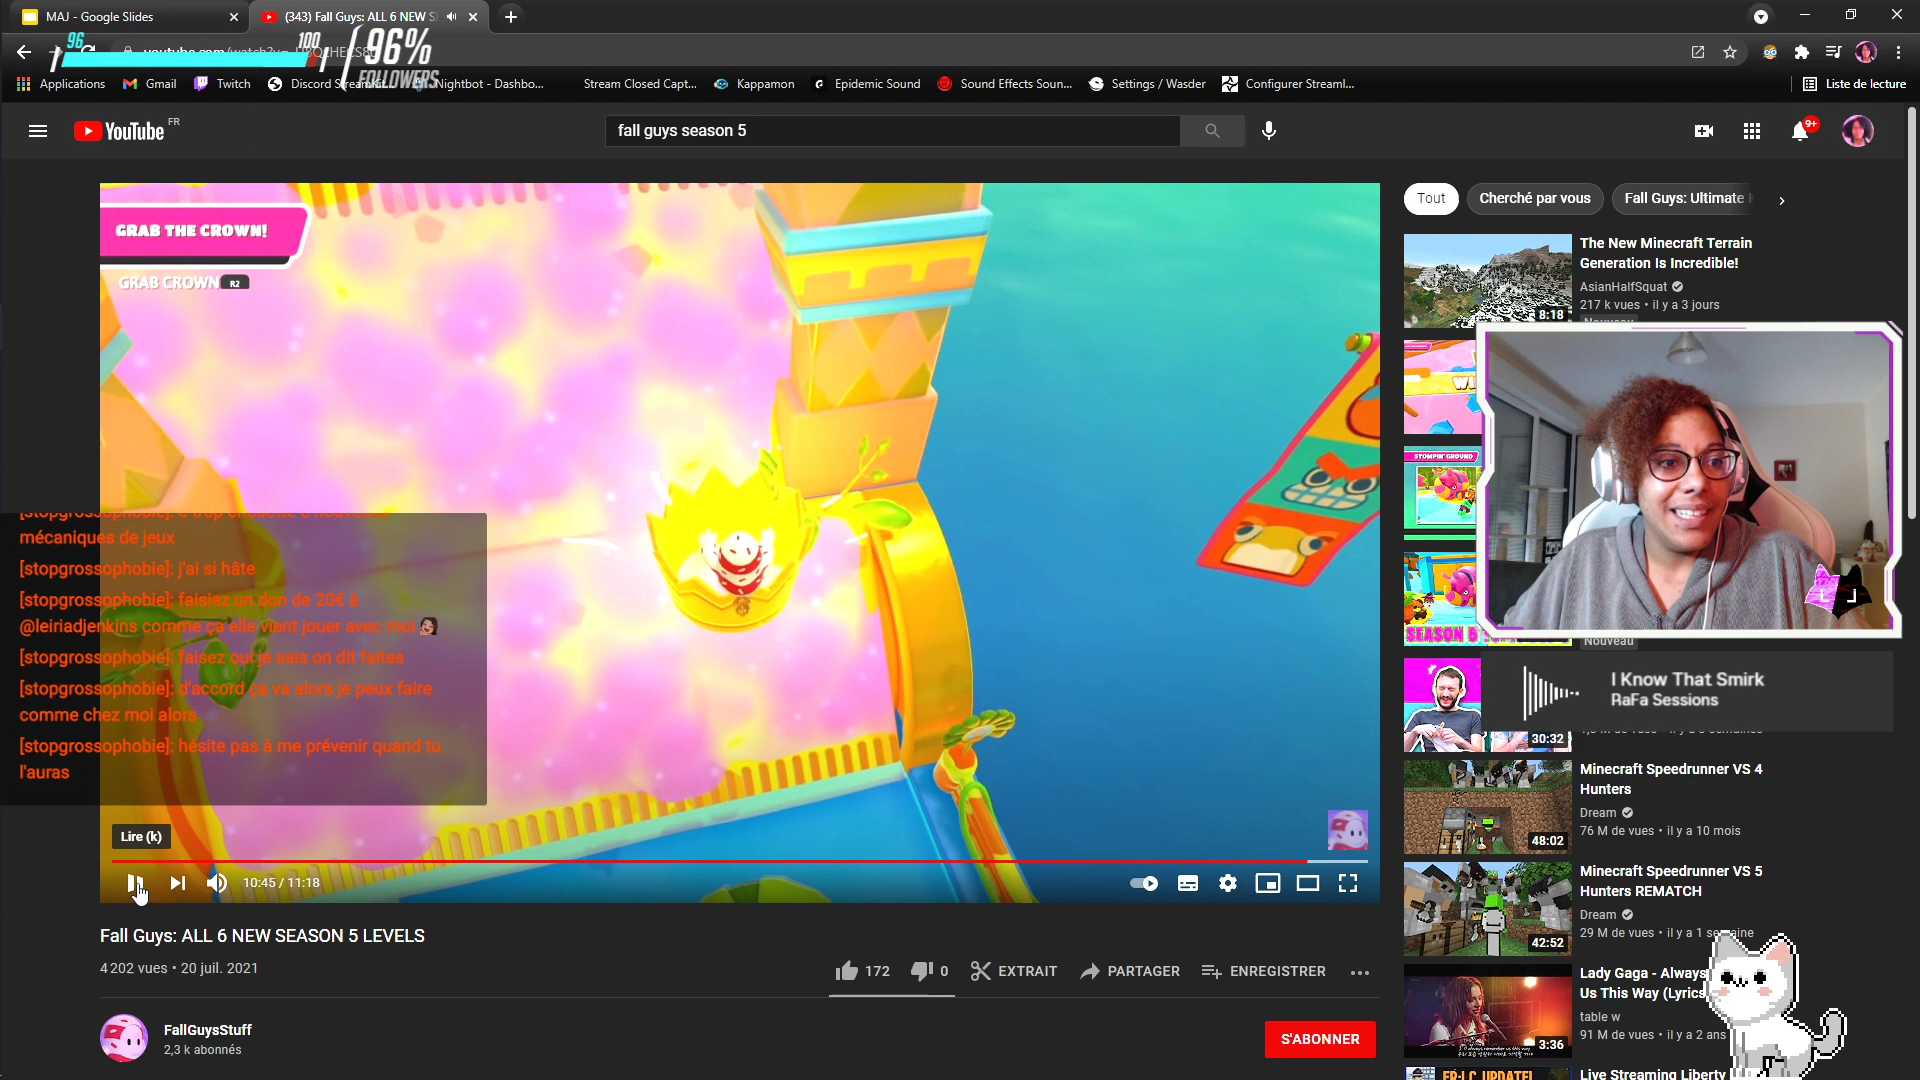 MAJ - Google Slides
(343) Fall Guys: ALL 6 NEW S
96
100
96%
FOLLOWERS
Applications
Gmail
Twitch
Discord
Nightbot - Dashbo...
Stream Closed Capt...
Kappamon
Epidemic Sound
Sound Effects Soun...
Settings / Wasder
Configurer Streaml...
Liste de lecture
YouTube FR
fall guys season 5
9+
GRAB THE CROWN!
GRAB CROWN R2
mécaniques de jeux
[stopgrossophobie]: j'ai si hâte
[stopgrossophobie]: faisiez un don de 20€ à
@leiriadjenkins comme ça elle vient jouer avec moi
[stopgrossophobie]: faisez oui je sais on dit faites
[stopgrossophobie]: d'accord ça va alors je peux faire
comme chez moi alors
[stopgrossophobie]: hésite pas à me prévenir quand tu
l'auras
Lire (k)
10:45 / 11:18
Fall Guys: ALL 6 NEW SEASON 5 LEVELS
4 202 vues • 20 juil. 2021
172
0
EXTRAIT
PARTAGER
ENREGISTRER
FallGuysStuff
2,3 k abonnés
S'ABONNER
Tout
Cherché par vous
Fall Guys: Ultimate
The New Minecraft Terrain
Generation Is Incredible!
AsianHalfSquat
217 k vues • il y a 3 jours
8:18
Nouveau
STOMPIN' GROUND
Nouveau
I Know That Smirk
RaFa Sessions
30:32
Minecraft Speedrunner VS 4
Hunters
Dream
76 M de vues • il y a 10 mois
48:02
Minecraft Speedrunner VS 5
Hunters REMATCH
Dream
29 M de vues • il y a 1 semaine
42:52
Lady Gaga - Always
Us This Way (Lyrics
table w
91 M de vues • il y a 2 ans
3:36
Live Streaming Liberty